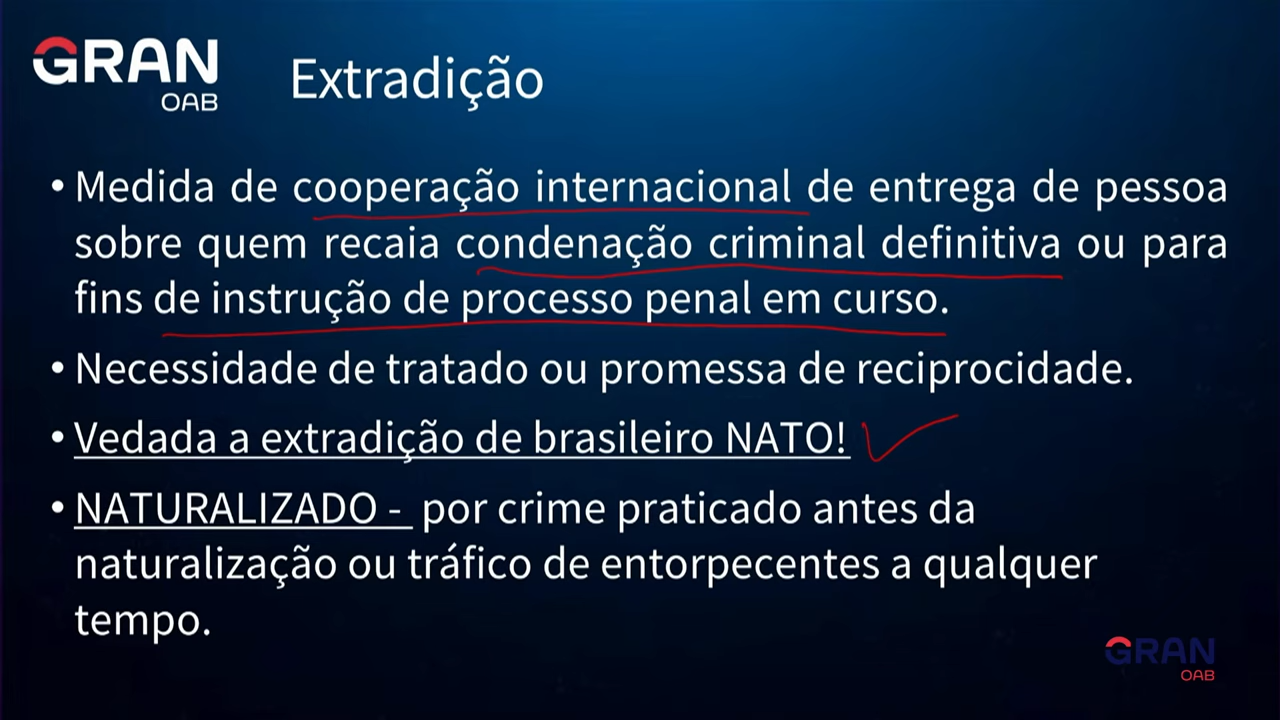 GRAN
OAB
Extradição
• Medida de cooperação internacional de entrega de pessoa
sobre quem recaia condenação criminal definitiva ou para
fins de instrução de processo penal em curso.
• Necessidade de tratado ou promessa de reciprocidade.
• Vedada a extradição de brasileiro NATO!
• NATURALIZADO - por crime praticado antes da
naturalização ou tráfico de entorpecentes a qualquer
tempo.
GRAN
OAB